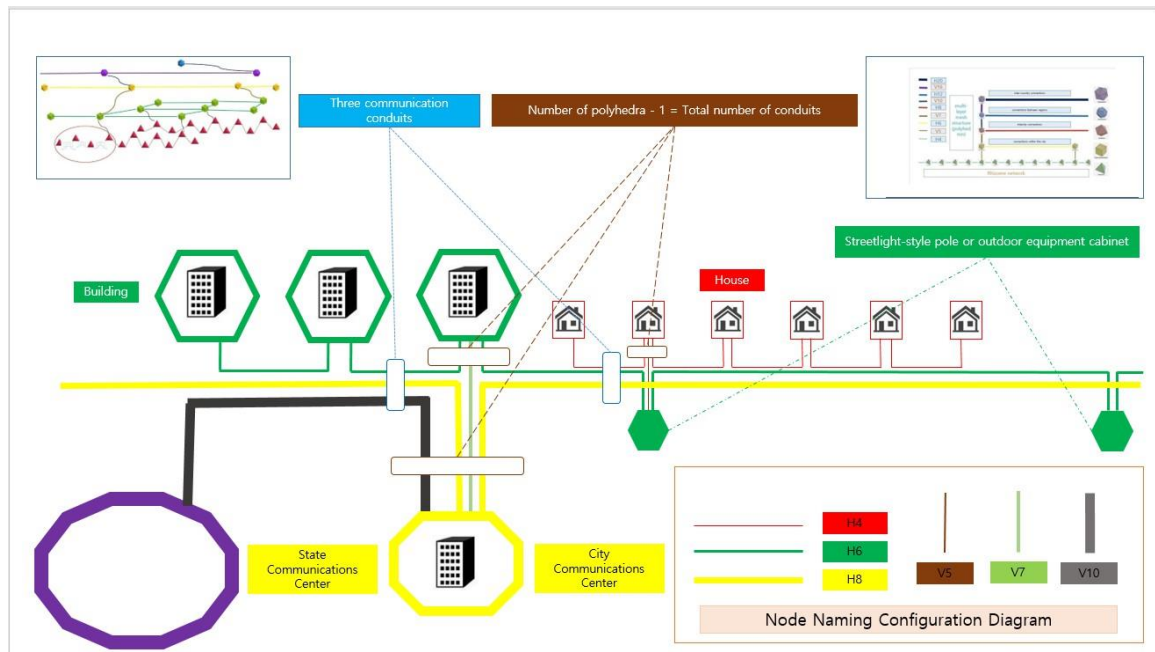 Three communication
conduits
Number of polyhedra - 1 = Total number of conduits
Streetlight-style pole or outdoor equipment cabinet
Building
House
State
Communications
Center
City
Communications
Center
H4
H6
H8
V5
V7
V10
Node Naming Configuration Diagram